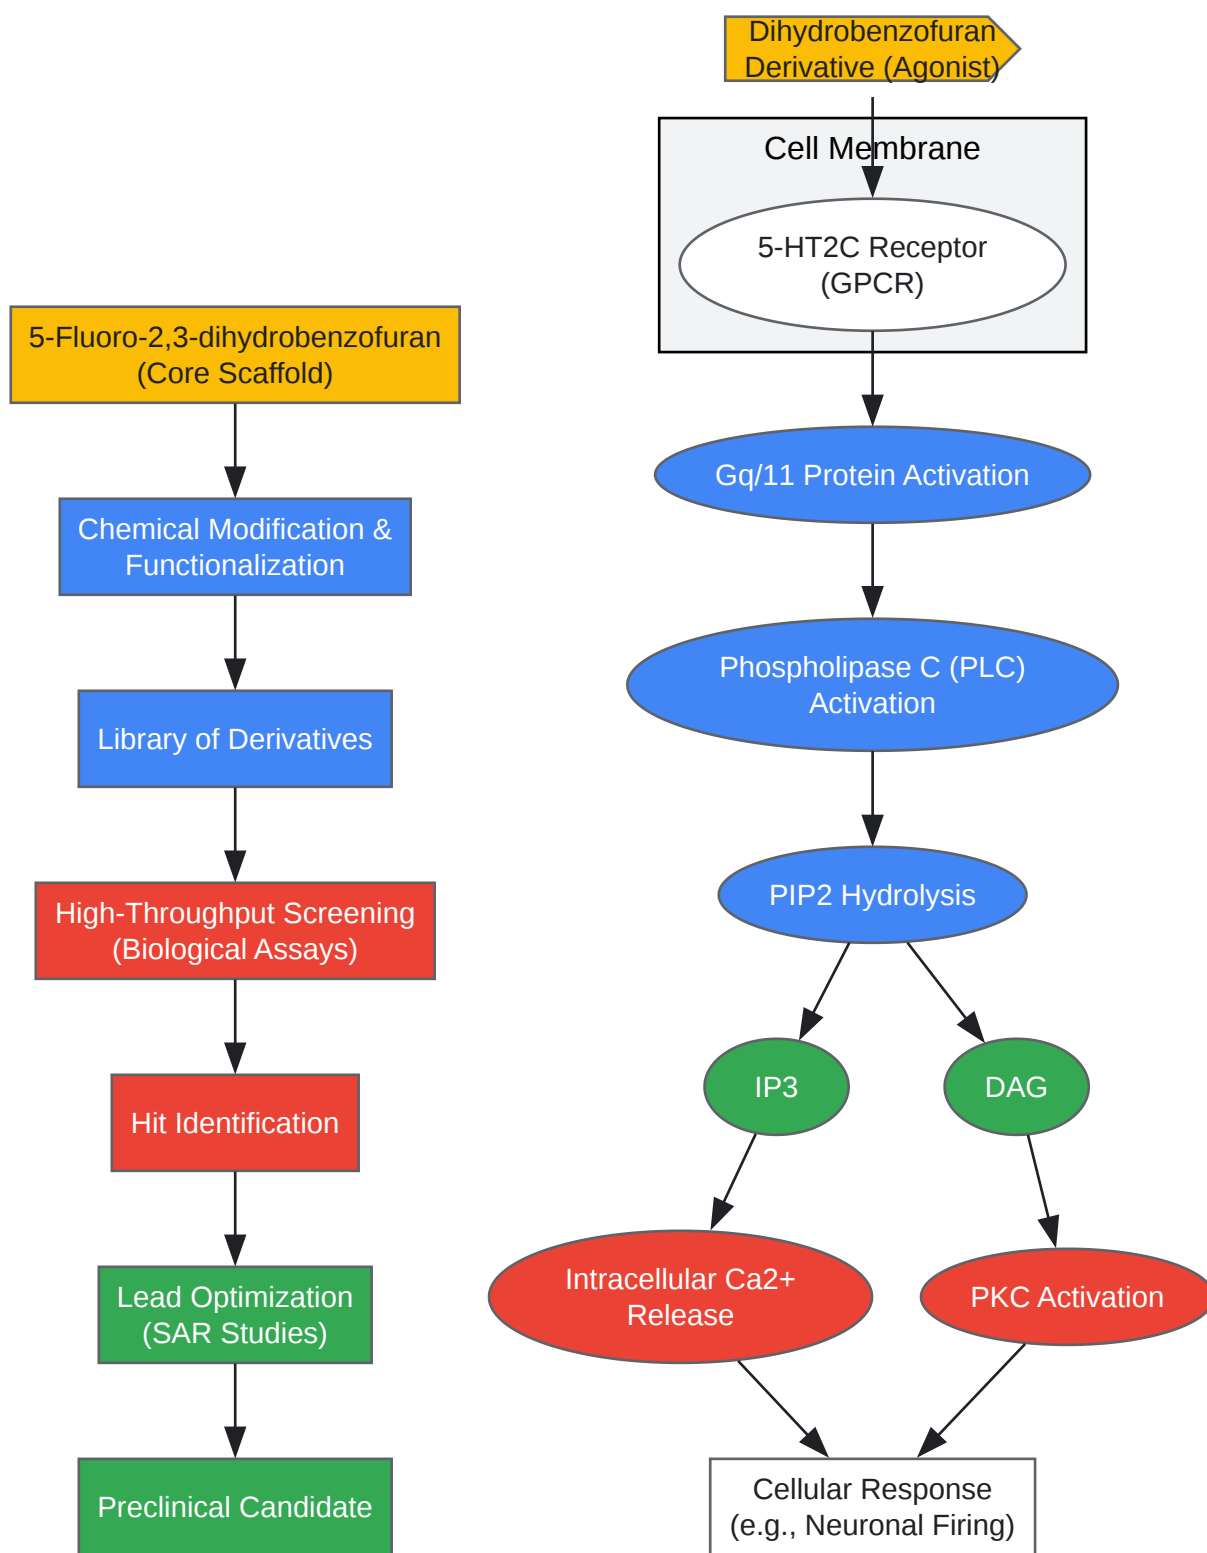 5-Fluoro-2,3-dihydrobenzofuran
(Core Scaffold)
Chemical Modification &
Functionalization
Library of Derivatives
High-Throughput Screening
(Biological Assays)
Hit Identification
Lead Optimization
(SAR Studies)
Preclinical Candidate
Dihydrobenzofuran
Derivative (Agonist)
Cell Membrane
5-HT2C Receptor
(GPCR)
Gq/11 Protein Activation
Phospholipase C (PLC)
Activation
PIP2 Hydrolysis
IP3
DAG
Intracellular Ca2+
Release
PKC Activation
Cellular Response
(e.g., Neuronal Firing)